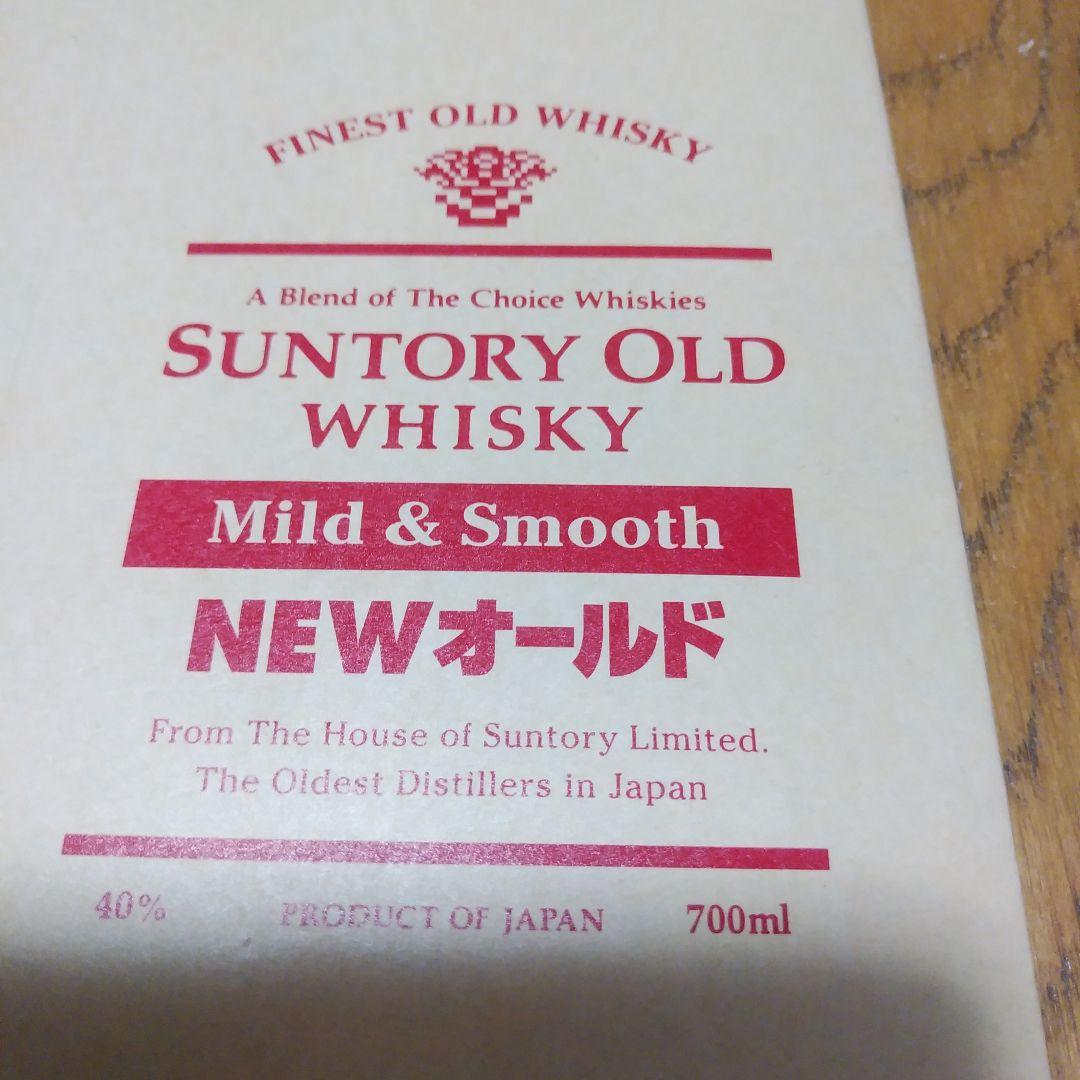 FINEST OLD WHISKY
A Blend of The Choice Whiskies
SUNTORY OLD
WHISKY
Mild & Smooth
NEWオールド
From The House of Suntory Limited.
The Oldest Distillers in Japan
40% PRODUCT OF JAPAN 700ml